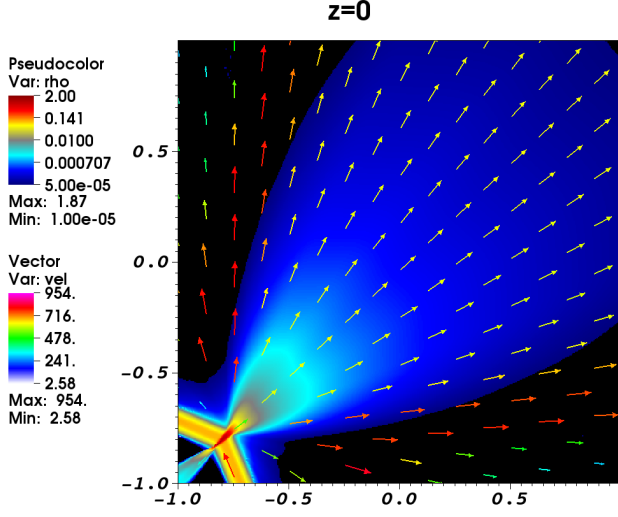 z=0
Pseudocolor
Var: rho
2.00
0.141
0.0100
0.000707
5.00e-05
Max: 1.87
Min: 1.00e-05
Vector
Var: vel
954.
716.
478.
241.
2.58
Max: 954.
Min: 2.58
0.5
0.0
-0.5
-1.0
-1.0 -0.5 0.0 0.5